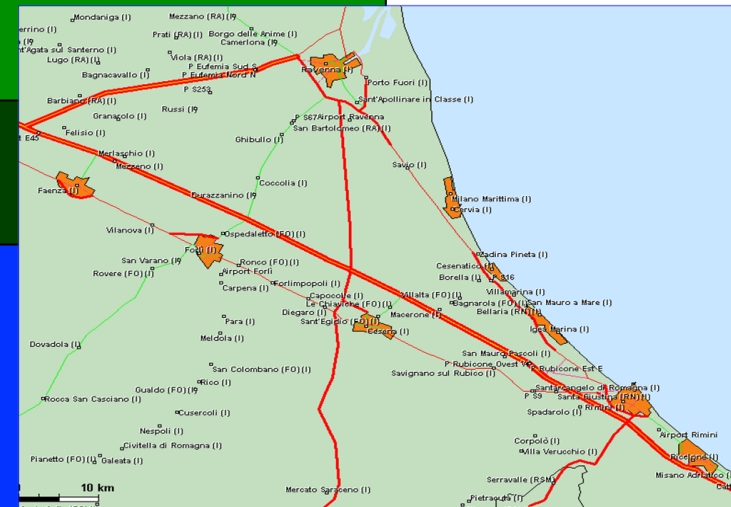 Mondaniga (I)
Mezzano (RA)(I)
errino (
Prati (RA)(I)
Borgo delle Anime (I)
Camerlona (I)
nt'Agata sul Santerno (I)
Lugo (RA)(I)
Viola (RA)(I)
P Eufemia Sud S
P Eufemia Nord N
Bagnacavallo (I)
Ravenna (I)
Porto Fuori (I)
P S253
Barbiano (RA)(I)
Russi (I)
Sant'Apollinare in Classe (I)
Granarolo (I)
P S67
Airport Ravenna
San Bartolomeo (RA)(I)
Felisio (I)
t E45
Ghibullo (I)
Merlaschio (I)
Mezzeno (I)
Savio (I)
Coccolia (I)
Faenza (I)
Durazzanino (I)
Milano Marittima (I)
Cervia (I)
Vilanova (I)
Ospedaletto (FO)(I)
Forlì (I)
Zadina Pineta (I)
San Varano (I)
Ronco (FO)(I)
Cesenatico (I)
Rovere (FO)(I)
Airport Forlì
Borella (I)
P S16
Carpena (I)
Forlimpopoli (I)
Villamarina (I)
Capocolle (I)
Villalta (FO)(I)
Le Chiaviche (FO)(I)
Bagnarola (FO)(I)
San Mauro a Mare (I)
Diegaro (I)
Macerone (I)
Bellaria (RN)(I)
Para (I)
Sant'Egidio (FO)(I)
Cesena (I)
Igea Marina (I)
Meldola (I)
Dovadola (I)
San Mauro Pascoli (I)
P Rubicone Ovest W
P Rubicone Est E
San Colombano (FO)(I)
Savignano sul Rubico (I)
Rico (I)
Gualdo (FO)(I)
Santarcangelo di Romagna (I)
P S9
Santa Giustina (RN)(I)
Rocca San Casciano (I)
Rimini (I)
Cusercoli (I)
Spadarolo (I)
Nespoli (I)
Airport Rimini
Corpolò (I)
Civitella di Romagna (I)
Villa Verucchio (I)
Pianetto (FO)(I)
Galeata (I)
Riccione (I)
Misano Adriatico (
Serravalle (RSM)
10 km
Mercato Saraceno (I)
Catt
Pietracuta (I)